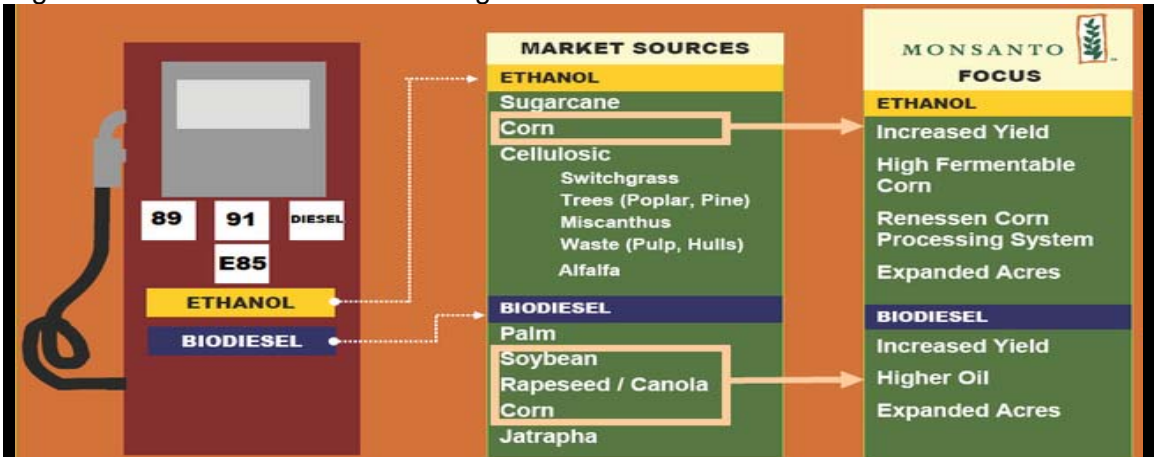 89 91 DIESEL
E85
ETHANOL
BIODIESEL
MARKET SOURCES
ETHANOL
Sugarcane
Corn
Cellulosic
Switchgrass
Trees (Poplar, Pine)
Miscanthus
Waste (Pulp, Hulls)
Alfalfa
BIODIESEL
Palm
Soybean
Rapeseed / Canola
Corn
Jatrapha
MONSANTO
FOCUS
ETHANOL
Increased Yield
High Fermentable
Corn
Renessen Corn
Processing System
Expanded Acres
BIODIESEL
Increased Yield
Higher Oil
Expanded Acres